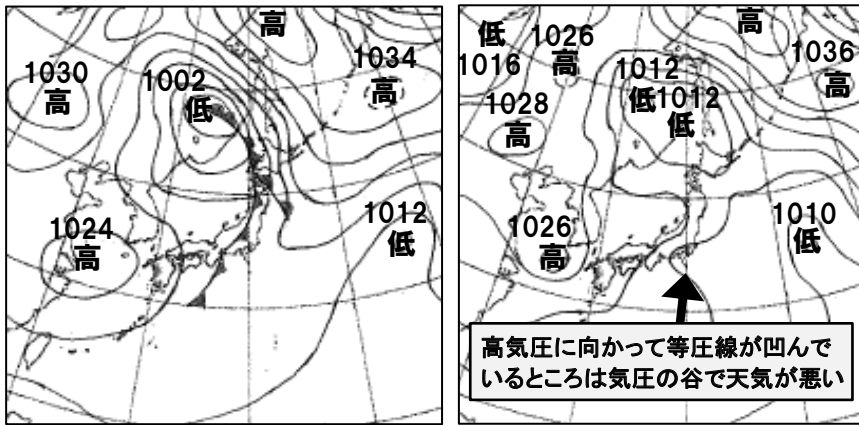 高
1034
高
1030
高
1002
低
1024
高
1012
低
低
1016
1026
高
高
1036
高
1012
低
1012
低
1028
高
1026
高
1010
低
高気圧に向かって等圧線が凹んで
いるところは気圧の谷で天気が悪い